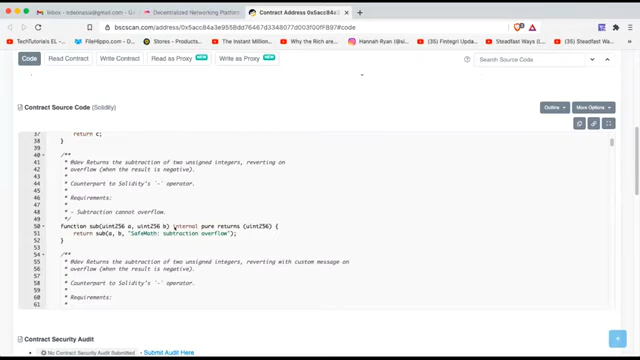 Inbox - rdeenasia@gmail.com
Decentralized Networking Platfo
Contract Address 0x5acc84a3e
bscscan.com/address/0x5acc84a3e955Bdd76b67d3348077d5087978#code
TechTutorials EL
FileHippo.com
Stores - Products
The Instant Million
Why the Rich are
Hannah Ryan
Fintegri Updates
Steadfast Ways (
Steadfast
Code
Read Contract
Write Contract
Read as Proxy
NEW
Write as Proxy
NEW
Search Source Code
Contract Source Code (Solidity)
Outline
More Options
37 return c;
38 }
39
40 /**
41 * @dev Returns the subtraction of two unsigned integers, reverting on
42 * overflow (when the result is negative).
43 *
44 * Counterpart to Solidity's `-` operator.
45 *
46 * Requirements:
47 *
48 * - Subtraction cannot overflow.
49 */
50 function sub(uint256 a, uint256 b) internal pure returns (uint256) {
51 return sub(a, b, "SafeMath: subtraction overflow");
52 }
53
54 /**
55 * @dev Returns the subtraction of two unsigned integers, reverting with custom message on
56 * overflow (when the result is negative).
57 *
58 * Counterpart to Solidity's `-` operator.
59 *
60 * Requirements:
61 *
Contract Security Audit
No Contract Security Audit Submitted
- Submit Audit Here